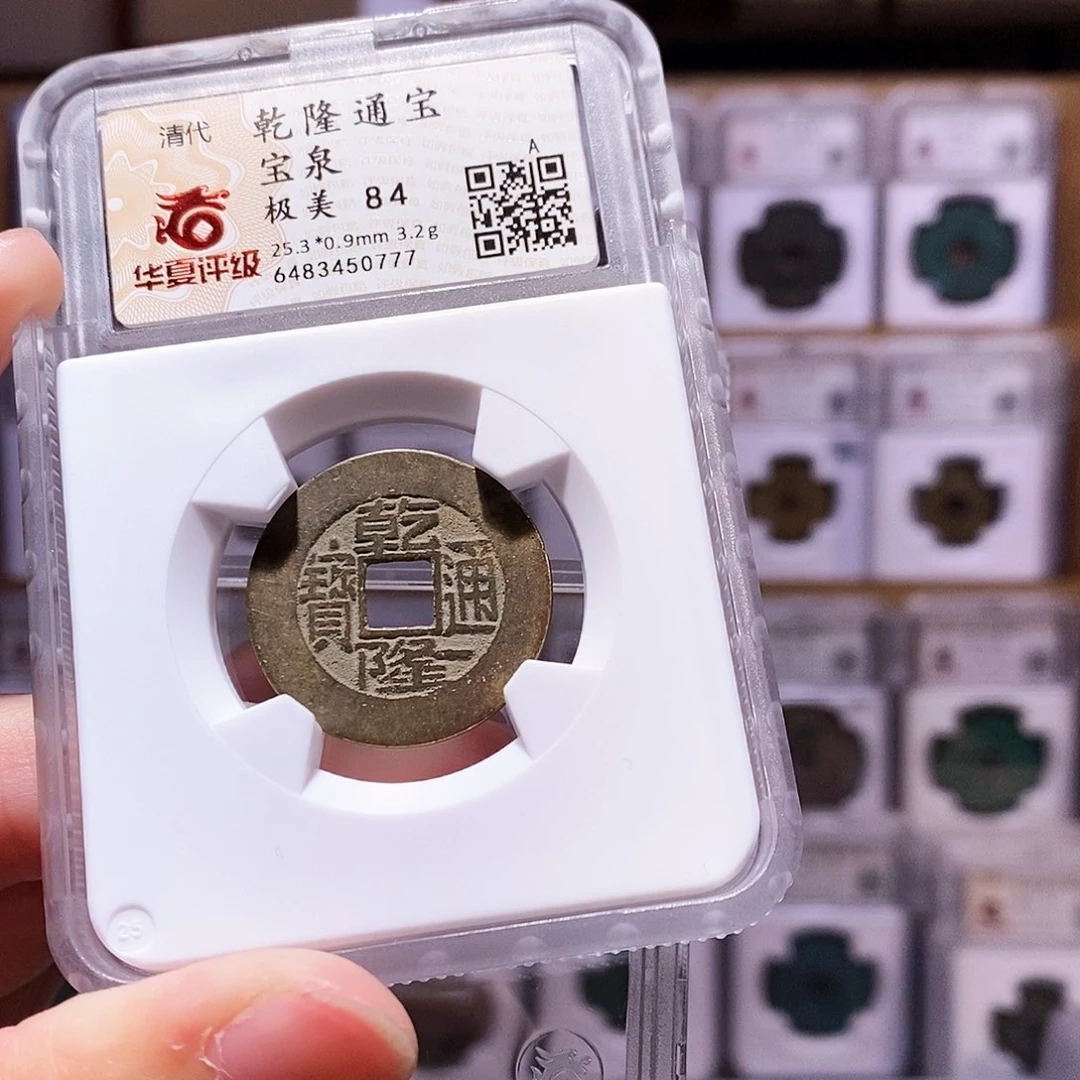 清代
乾隆通宝
宝泉
极美 84
25.3*0.9mm 3.2g
6483450777
A
华夏评级
乾隆通寶
25